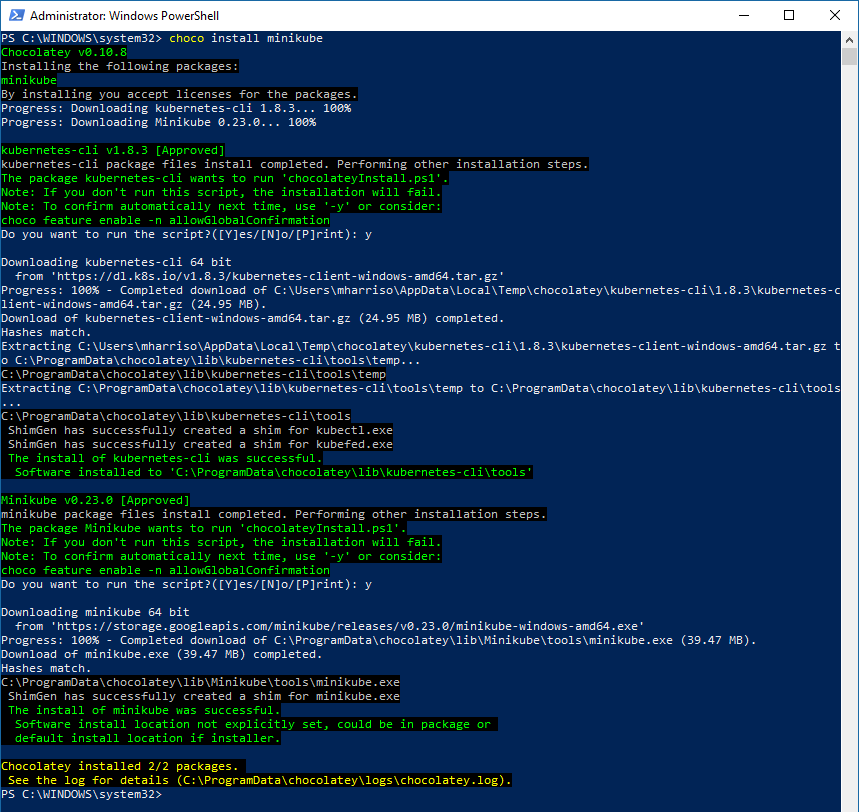 Administrator: Windows PowerShell
PS C:\WINDOWS\system32> choco install minikube
Chocolatey v0.10.8
Installing the following packages:
minikube
By installing you accept licenses for the packages.
Progress: Downloading kubernetes-cli 1.8.3... 100%
Progress: Downloading Minikube 0.23.0... 100%

kubernetes-cli v1.8.3 [Approved]
kubernetes-cli package files install completed. Performing other installation steps.
The package kubernetes-cli wants to run 'chocolateyInstall.ps1'.
Note: If you don't run this script, the installation will fail.
Note: To confirm automatically next time, use '-y' or consider:
choco feature enable -n allowGlobalConfirmation
Do you want to run the script?([Y]es/[N]o/[P]rint): y

Downloading kubernetes-cli 64 bit
  from 'https://dl.k8s.io/v1.8.3/kubernetes-client-windows-amd64.tar.gz'
Progress: 100% - Completed download of C:\Users\mharriso\AppData\Local\Temp\chocolatey\kubernetes-cli\1.8.3\kubernetes-c
lient-windows-amd64.tar.gz (24.95 MB).
Download of kubernetes-client-windows-amd64.tar.gz (24.95 MB) completed.
Hashes match.
Extracting C:\Users\mharriso\AppData\Local\Temp\chocolatey\kubernetes-cli\1.8.3\kubernetes-client-windows-amd64.tar.gz t
o C:\ProgramData\chocolatey\lib\kubernetes-cli\tools\temp...
C:\ProgramData\chocolatey\lib\kubernetes-cli\tools\temp
Extracting C:\ProgramData\chocolatey\lib\kubernetes-cli\tools\temp to C:\ProgramData\chocolatey\lib\kubernetes-cli\tools
...
C:\ProgramData\chocolatey\lib\kubernetes-cli\tools
 ShimGen has successfully created a shim for kubectl.exe
 ShimGen has successfully created a shim for kubefed.exe
 The install of kubernetes-cli was successful.
  Software installed to 'C:\ProgramData\chocolatey\lib\kubernetes-cli\tools'

Minikube v0.23.0 [Approved]
minikube package files install completed. Performing other installation steps.
The package Minikube wants to run 'chocolateyInstall.ps1'.
Note: If you don't run this script, the installation will fail.
Note: To confirm automatically next time, use '-y' or consider:
choco feature enable -n allowGlobalConfirmation
Do you want to run the script?([Y]es/[N]o/[P]rint): y

Downloading minikube 64 bit
  from 'https://storage.googleapis.com/minikube/releases/v0.23.0/minikube-windows-amd64.exe'
Progress: 100% - Completed download of C:\ProgramData\chocolatey\lib\Minikube\tools\minikube.exe (39.47 MB).
Download of minikube.exe (39.47 MB) completed.
Hashes match.
C:\ProgramData\chocolatey\lib\Minikube\tools\minikube.exe
 ShimGen has successfully created a shim for minikube.exe
 The install of minikube was successful.
  Software install location not explicitly set, could be in package or
  default install location if installer.

Chocolatey installed 2/2 packages.
 See the log for details (C:\ProgramData\chocolatey\logs\chocolatey.log).
PS C:\WINDOWS\system32>